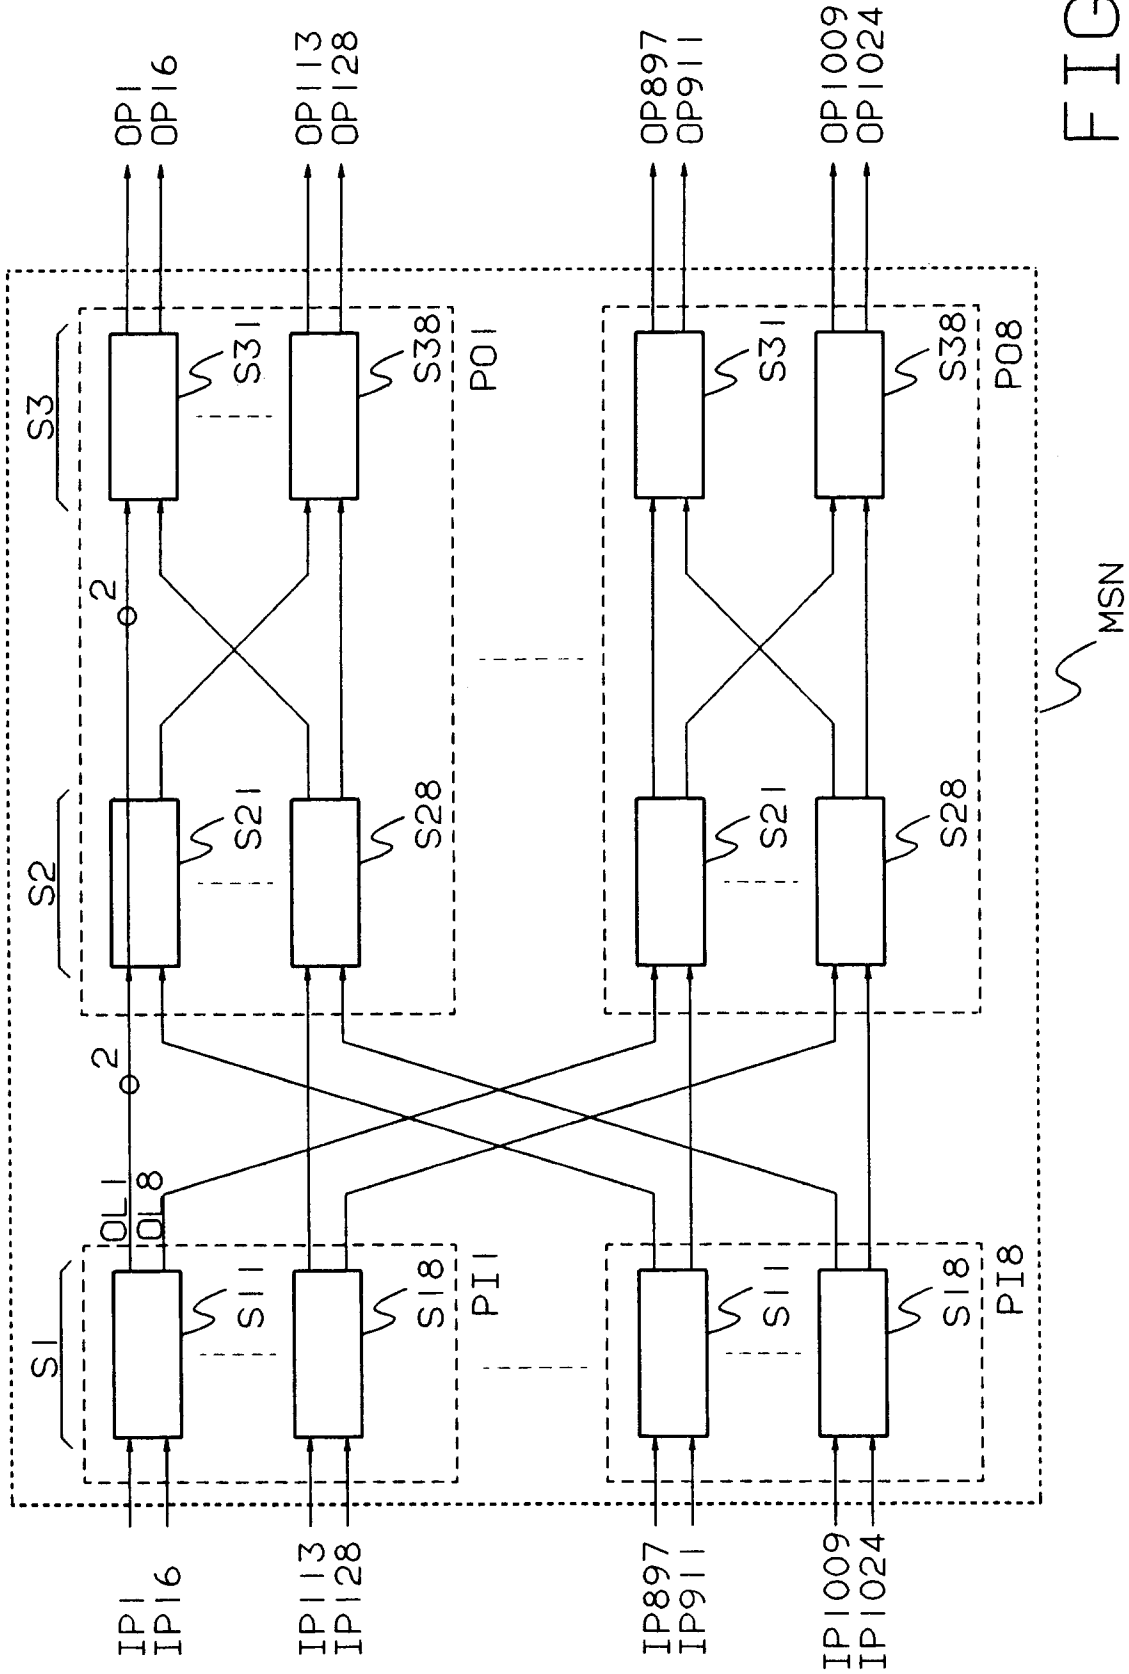 S1
S2
S3
IP1
IP16
IP113
IP128
IP897
IP911
IP1009
IP1024
OL1
OL8
S11
S18
PI1
S11
S18
PI8
2
S21
S28
S21
S28
2
S31
S38
PO1
S31
S38
PO8
OP1
OP16
OP113
OP128
OP897
OP911
OP1009
OP1024
MSN
FIG